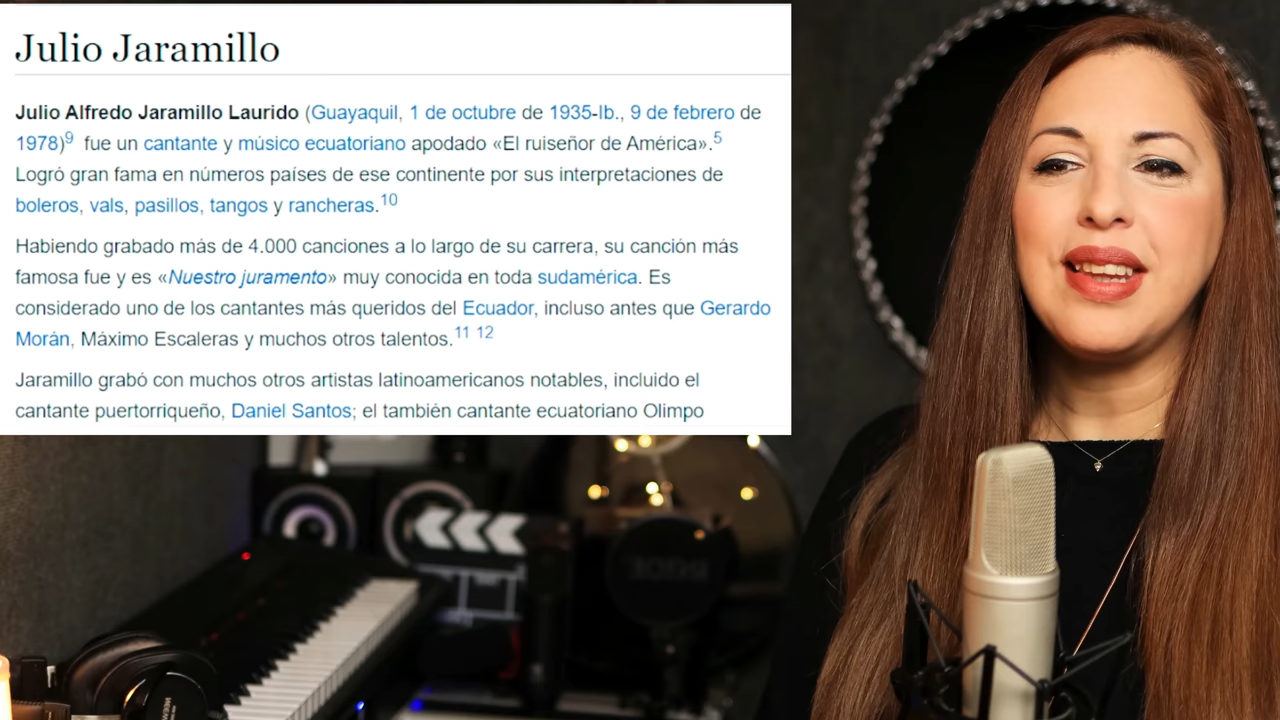 Julio Jaramillo
Julio Alfredo Jaramillo Laurido (Guayaquil, 1 de octubre de 1935-Ib., 9 de febrero de
1978)9 fue un cantante y músico ecuatoriano apodado «El ruiseñor de América».5
Logró gran fama en números países de ese continente por sus interpretaciones de
boleros, vals, pasillos, tangos y rancheras.10
Habiendo grabado más de 4.000 canciones a lo largo de su carrera, su canción más
famosa fue y es «Nuestro juramento» muy conocida en toda sudamérica. Es
considerado uno de los cantantes más queridos del Ecuador, incluso antes que Gerardo
Morán, Máximo Escaleras y muchos otros talentos.11 12
Jaramillo grabó con muchos otros artistas latinoamericanos notables, incluido el
cantante puertorriqueño, Daniel Santos; el también cantante ecuatoriano Olimpo
RODE